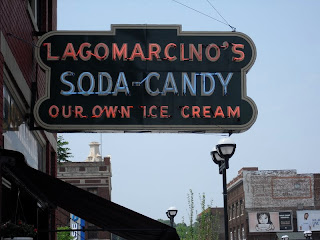 LAGOMARCINO'S
SODA-CANDY
OUR OWN ICE CREAM